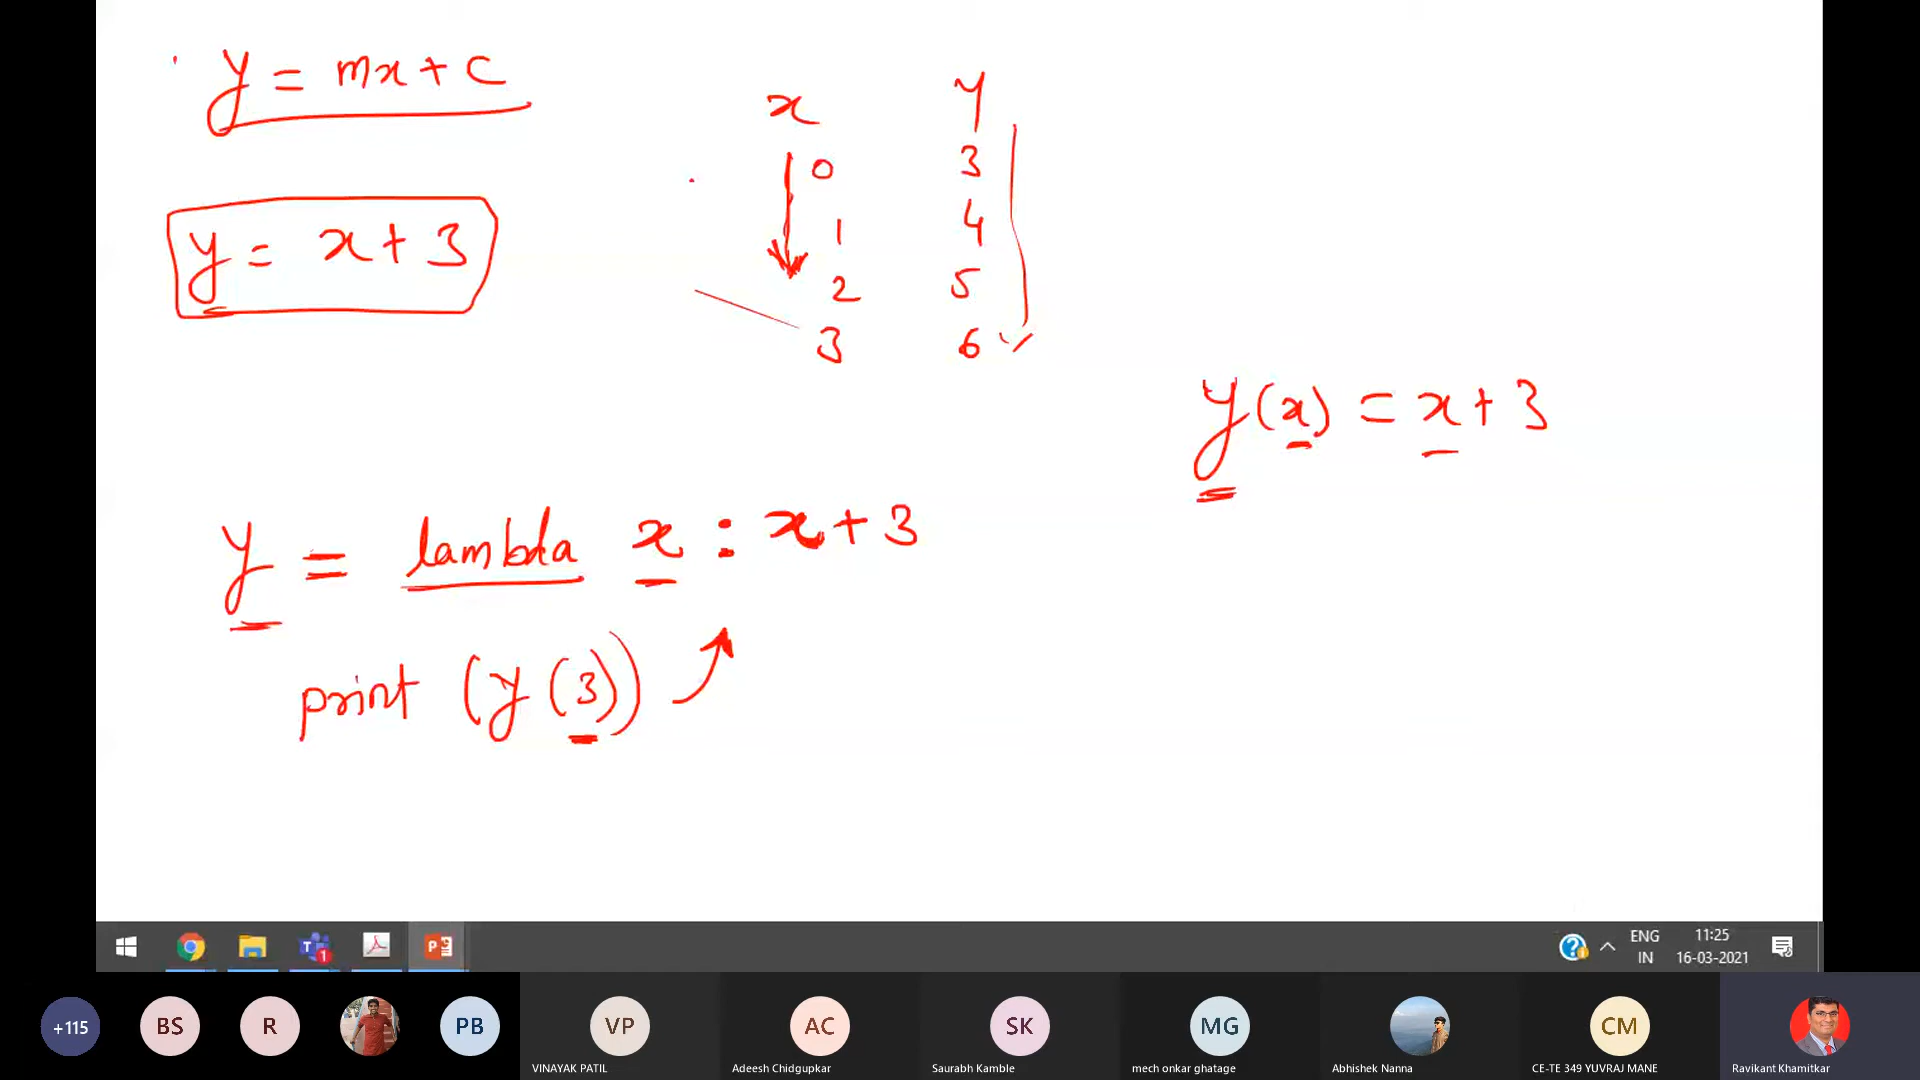 y = mx + c
x y
0 3
1 4
2 5
3 6
y = x + 3
y(x) = x + 3
y = lambda x : x + 3
print (y (3))
T 1
P
ENG
IN
11:25
16-03-2021
+115
BS
R
PB
VP
VINAYAK PATIL
AC
Adeesh Chidgupkar
SK
Saurabh Kamble
MG
mech onkar ghatage
Abhishek Nanna
CM
CE-TE 349 YUVRAJ MANE
Ravikant Khamitkar